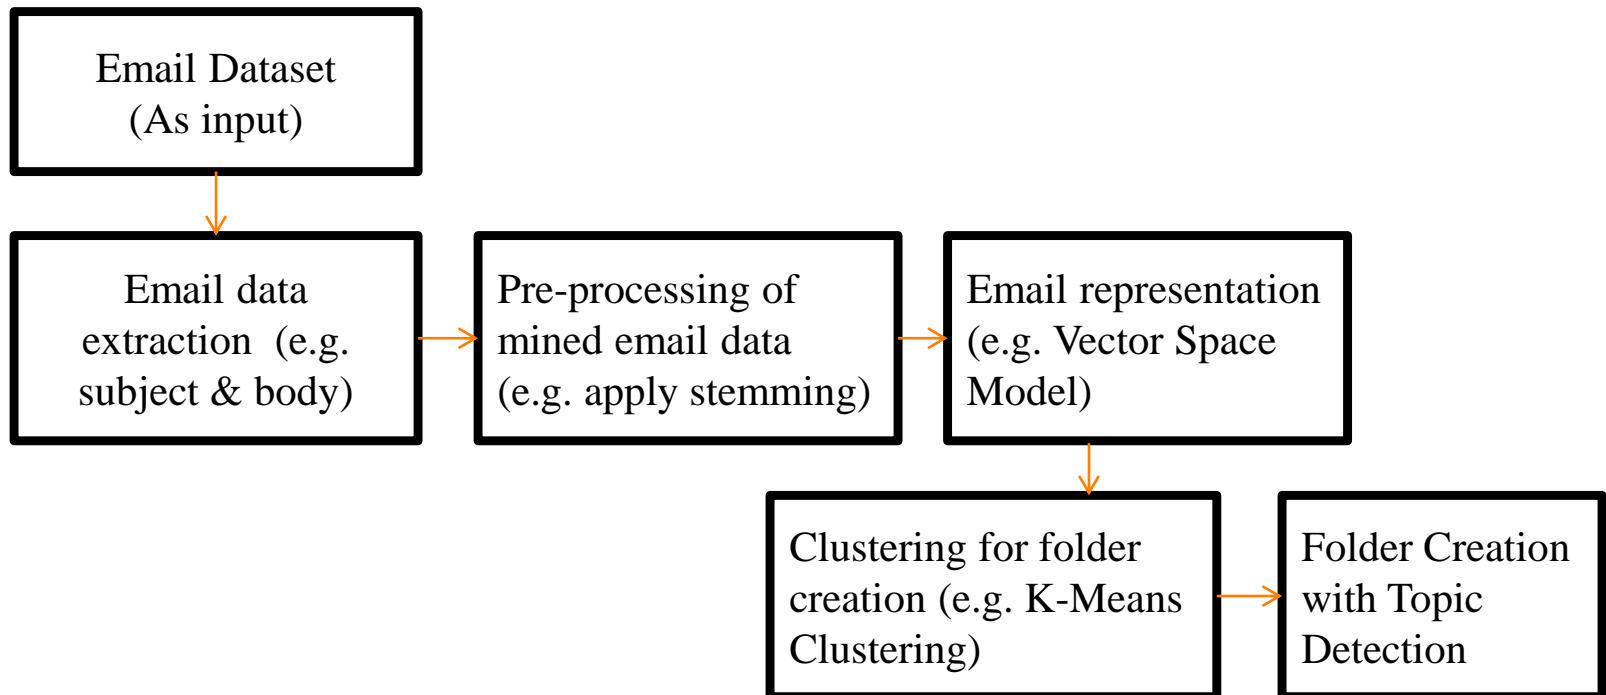 Email Dataset
(As input)
Email data
extraction (e.g.
subject & body)
Pre-processing of
mined email data
(e.g. apply stemming)
Email representation
(e.g. Vector Space
Model)
Clustering for folder
creation (e.g. K-Means
Clustering)
Folder Creation
with Topic
Detection